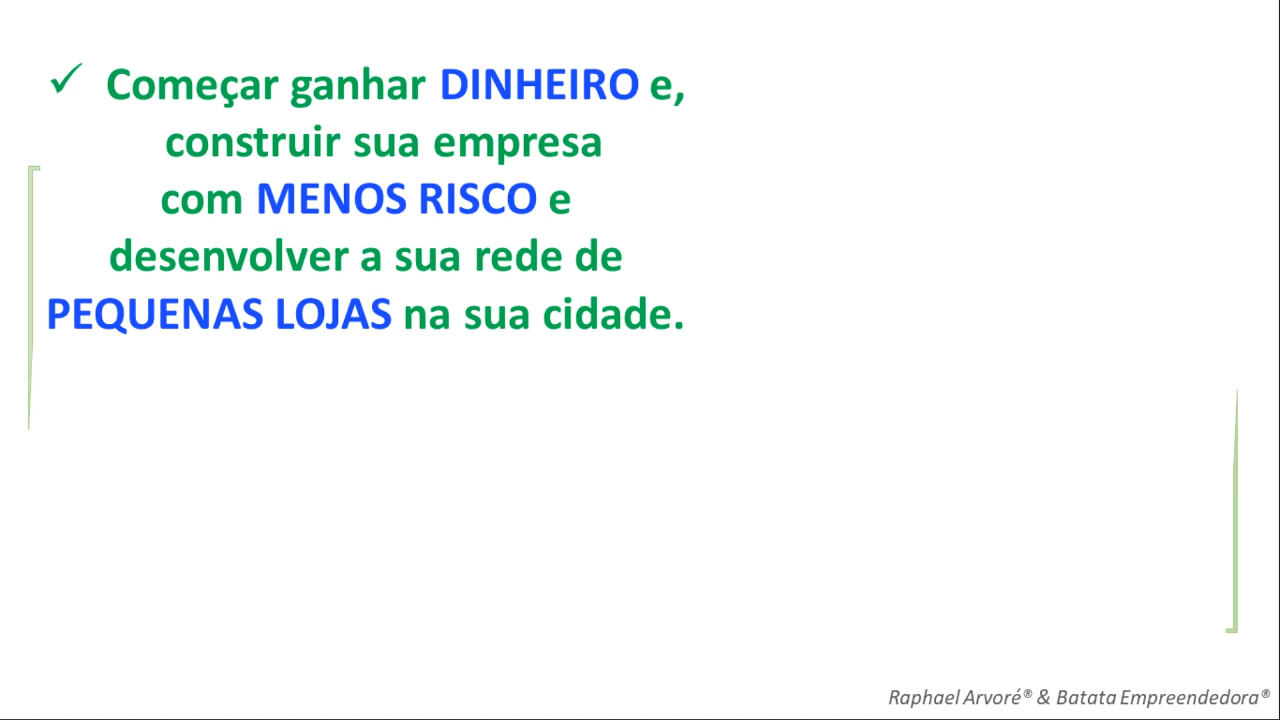 ✓ Começar ganhar DINHEIRO e,
construir sua empresa
com MENOS RISCO e
desenvolver a sua rede de
PEQUENAS LOJAS na sua cidade.
Raphael Arvoré® & Batata Empreendedora®